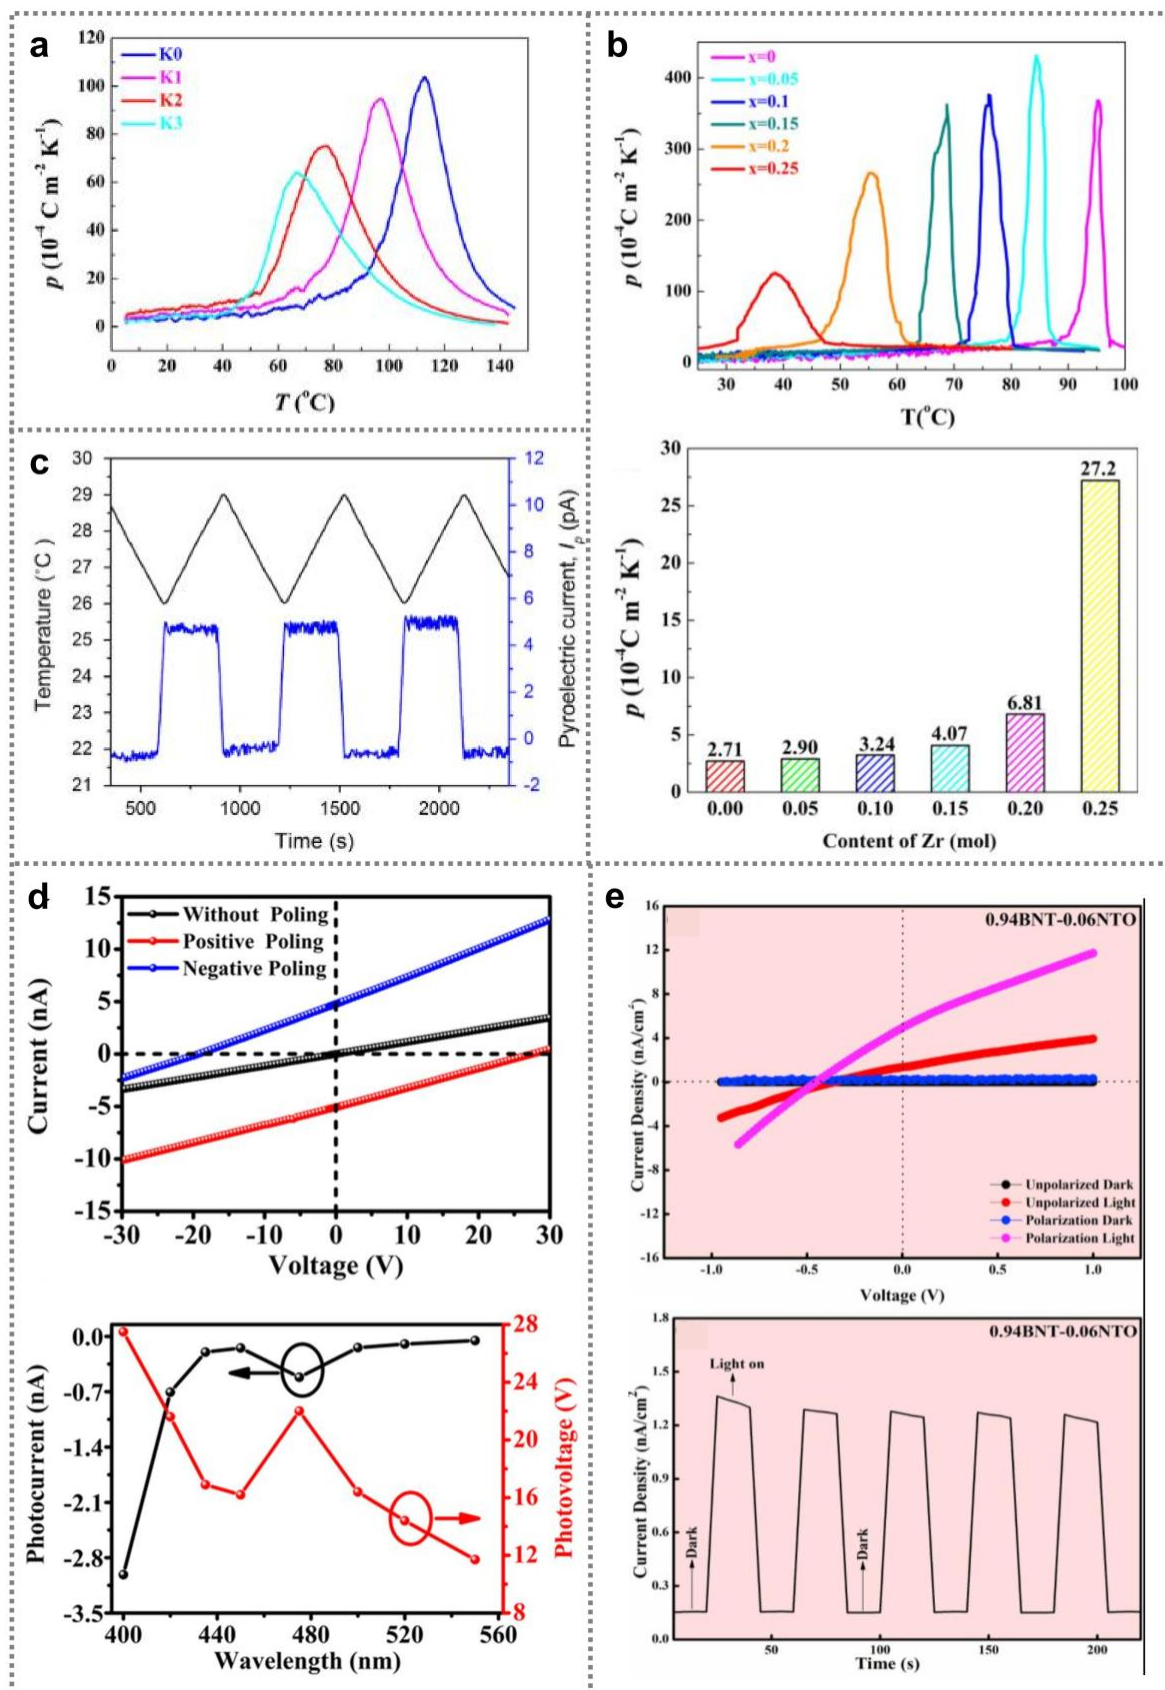 a
120
100
80
60
40
20
0
K0
K1
K2
K3
p (10⁻⁴ C m⁻² K⁻¹)
0 20 40 60 80 100 120 140
T (°C)
b
400
300
200
100
0
x=0
x=0.05
x=0.1
x=0.15
x=0.2
x=0.25
p (10⁻⁴C m⁻² K⁻¹)
30 40 50 60 70 80 90 100
T(°C)
30
25
20
15
10
5
0
p (10⁻⁴C m⁻² K⁻¹)
2.71 2.90 3.24 4.07 6.81 27.2
0.00 0.05 0.10 0.15 0.20 0.25
Content of Zr (mol)
c
30
29
28
27
26
25
24
23
22
21
Temperature (°C)
12
10
8
6
4
2
0
-2
Pyroelectric current, Ip (pA)
500 1000 1500 2000
Time (s)
d
15
10
5
0
-5
-10
-15
Without Poling
Positive Poling
Negative Poling
Current (nA)
-30 -20 -10 0 10 20 30
Voltage (V)
0.0
-0.7
-1.4
-2.1
-2.8
-3.5
Photocurrent (nA)
28
24
20
16
12
8
Photovoltage (V)
400 440 480 520 560
Wavelength (nm)
e
16
12
8
4
0
-4
-8
-12
-16
0.94BNT-0.06NTO
Current Density (nA/cm²)
Unpolarized Dark
Unpolarized Light
Polarization Dark
Polarization Light
-1.0 -0.5 0.0 0.5 1.0
Voltage (V)
1.8
1.5
1.2
0.9
0.6
0.3
0.0
0.94BNT-0.06NTO
Light on
Dark
Dark
Current Density (nA/cm²)
50 100 150 200
Time (s)